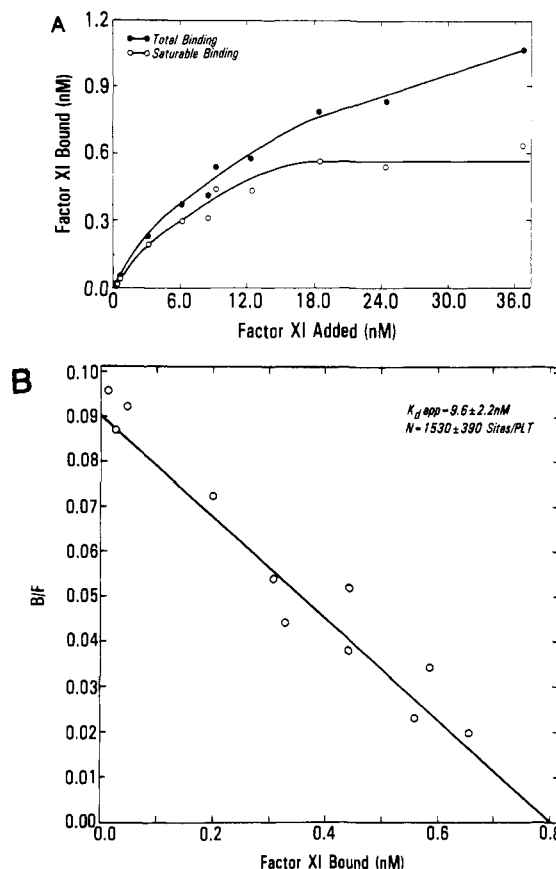 A
Total Binding
Saturable Binding
1.2
0.9
0.6
0.3
0.0
Factor XI Bound (nM)
0 6.0 12.0 18.0 24.0 30.0 36.0
Factor XI Added (nM)
B
K d app=9.6±2.2nM
N=1530±390 Sites/PLT
0.10
0.09
0.08
0.07
0.06
0.05
0.04
0.03
0.02
0.01
0.00
B/F
0.0 0.2 0.4 0.6 0.8
Factor XI Bound (nM)